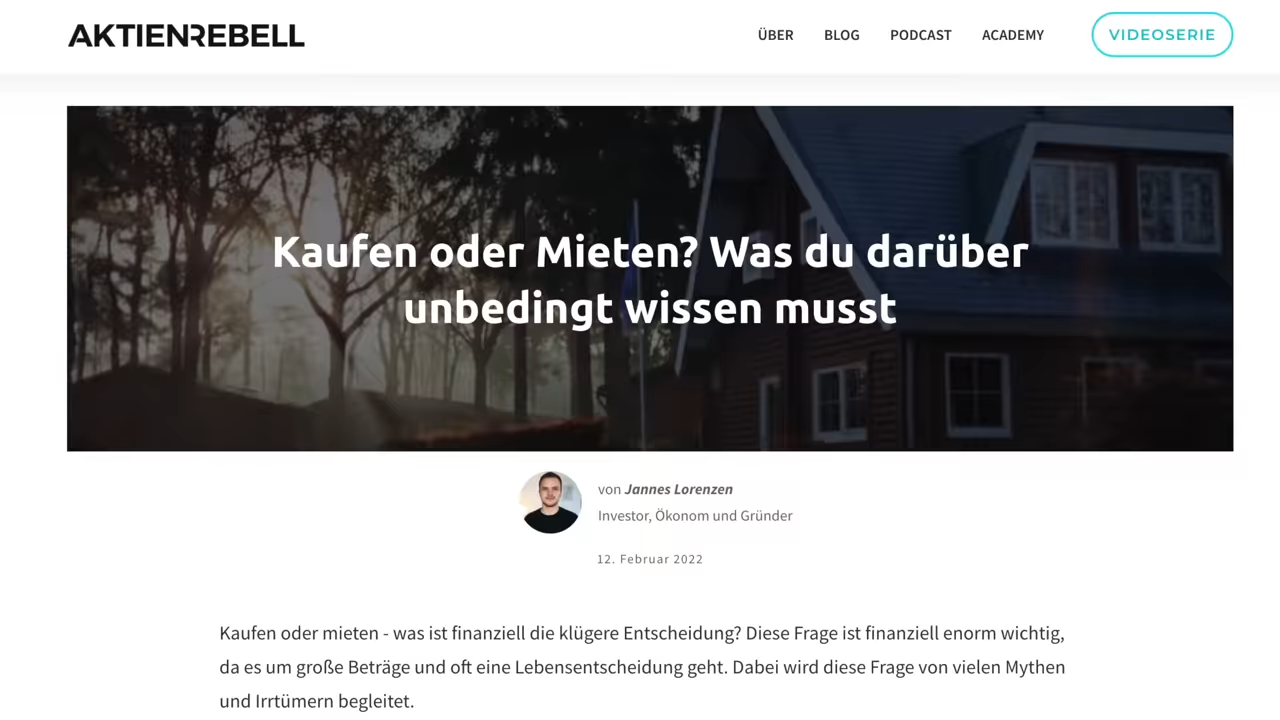 AKTIENREBELL
ÜBER BLOG PODCAST ACADEMY VIDEOSERIE
Kaufen oder Mieten? Was du darüber
unbedingt wissen musst
von Jannes Lorenzen
Investor, Ökonom und Gründer
12. Februar 2022
Kaufen oder mieten - was ist finanziell die klügere Entscheidung? Diese Frage ist finanziell enorm wichtig,
da es um große Beträge und oft eine Lebensentscheidung geht. Dabei wird diese Frage von vielen Mythen
und Irrtümern begleitet.